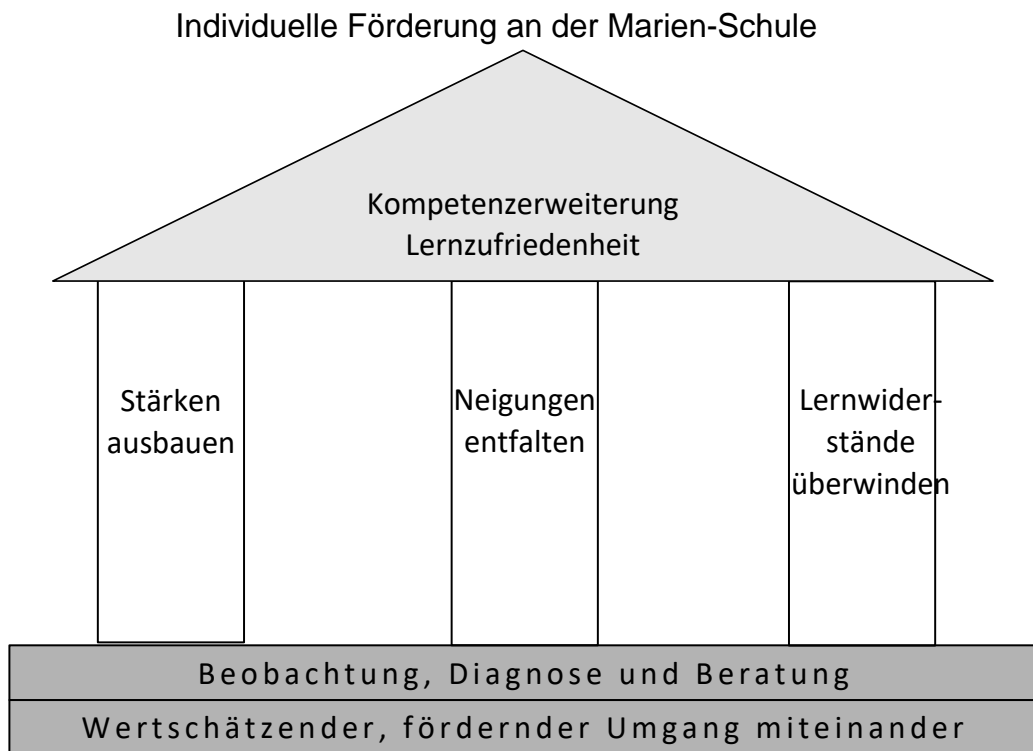 Individuelle Förderung an der Marien-Schule
Kompetenzerweiterung
Lernzufriedenheit
Stärken
ausbauen
Neigungen
entfalten
Lernwider-
stände
überwinden
Beobachtung, Diagnose und Beratung
Wertschätzender, fördernder Umgang miteinander